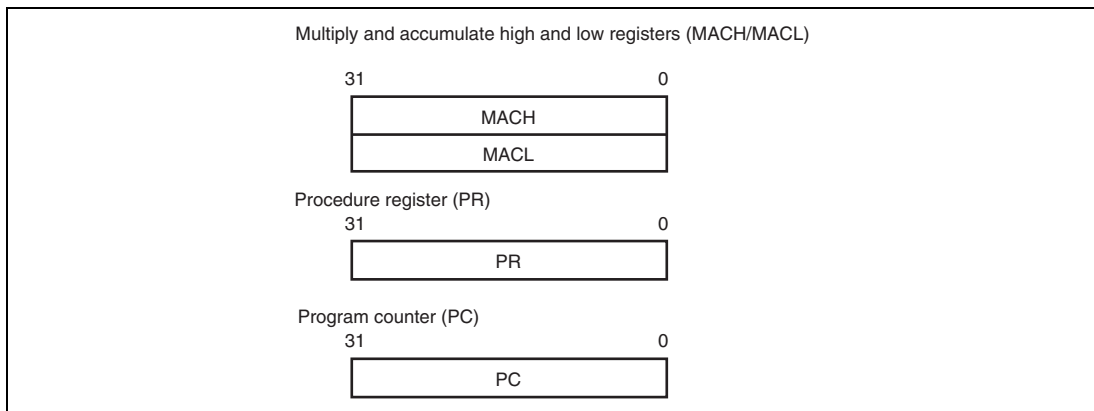 Multiply and accumulate high and low registers (MACH/MACL)
31 0
MACH
MACL
Procedure register (PR)
31 0
PR
Program counter (PC)
31 0
PC